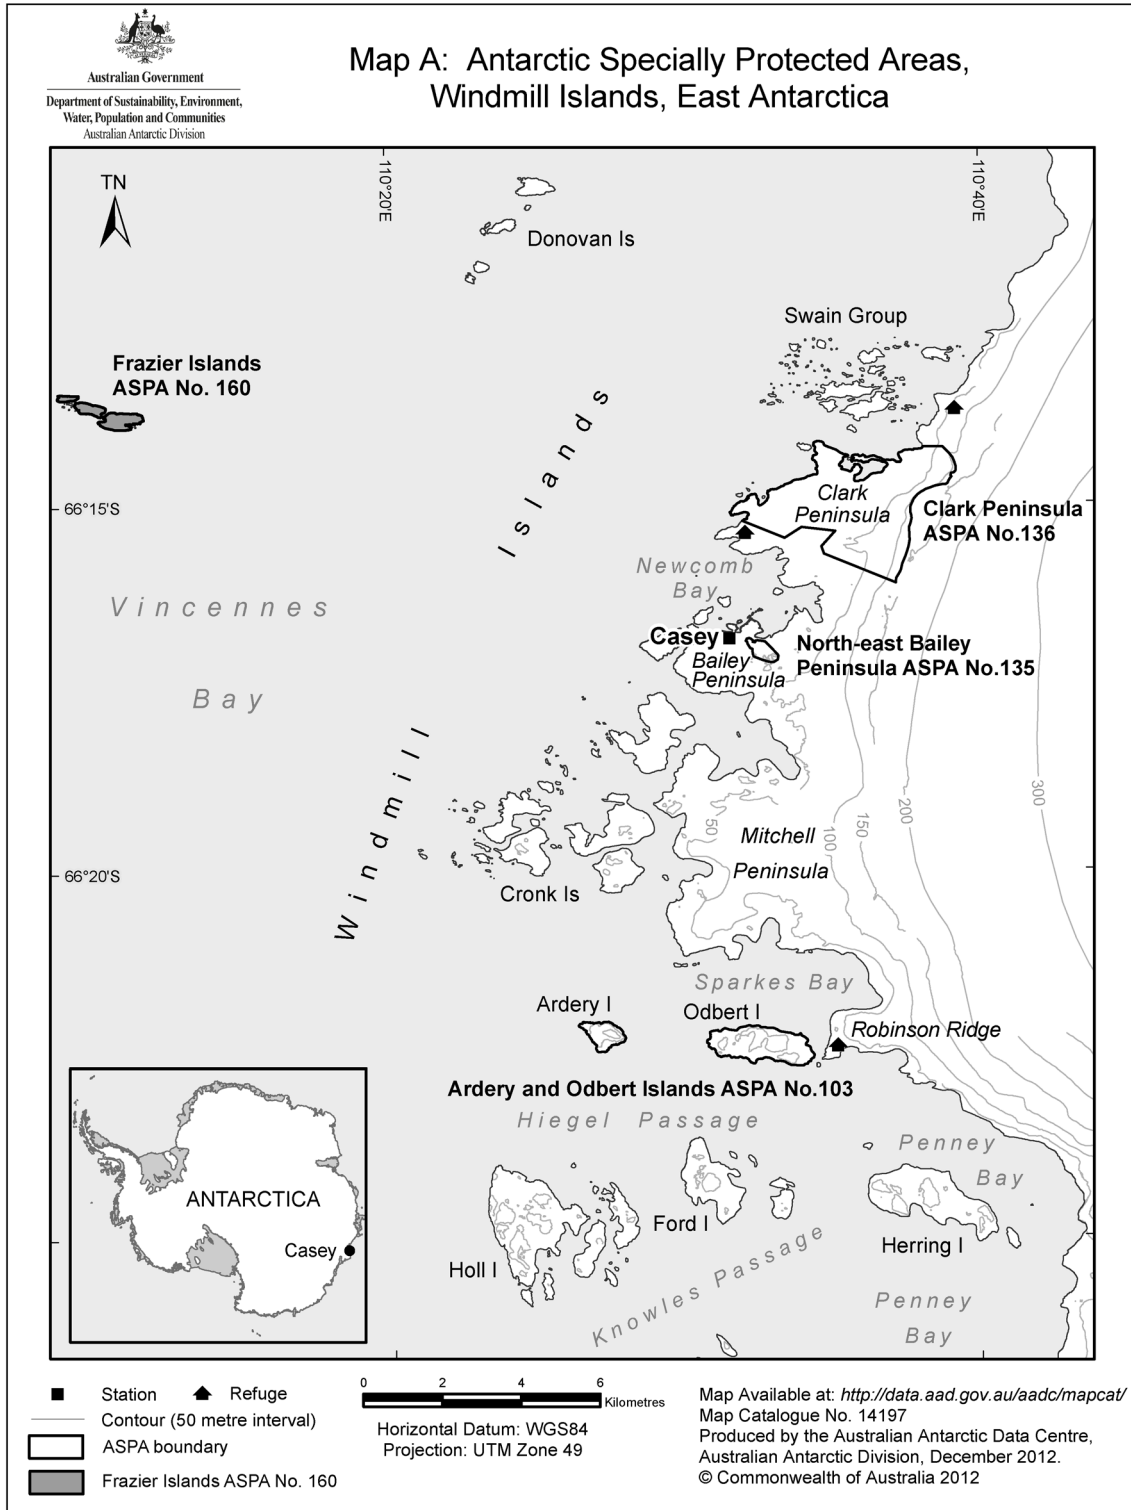 Australian Government
Department of Sustainability, Environment,
Water, Population and Communities
Australian Antarctic Division
Map A: Antarctic Specially Protected Areas,
Windmill Islands, East Antarctica
110°20'E
110°40'E
TN
Donovan Is
Swain Group
Frazier Islands
ASPA No. 160
Islands
Clark
Peninsula
66°15'S
Clark Peninsula
ASPA No.136
Newcomb
Bay
Vincennes
Bay
Casey
North-east Bailey
Peninsula ASPA No.135
Bailey
Peninsula
Windmill
50
100
150
200
300
Mitchell
Peninsula
66°20'S
Cronk Is
Sparkes Bay
Ardery I
Odbert I
Robinson Ridge
Ardery and Odbert Islands ASPA No.103
Hiegel Passage
Penney
Bay
ANTARCTICA
Casey
Ford I
Herring I
Holl I
Knowles Passage
Penney
Bay
Station
Refuge
Contour (50 metre interval)
ASPA boundary
Frazier Islands ASPA No. 160
0 2 4 6
Kilometres
Horizontal Datum: WGS84
Projection: UTM Zone 49
Map Available at: http://data.aad.gov.au/aadc/mapcat/
Map Catalogue No. 14197
Produced by the Australian Antarctic Data Centre,
Australian Antarctic Division, December 2012.
© Commonwealth of Australia 2012